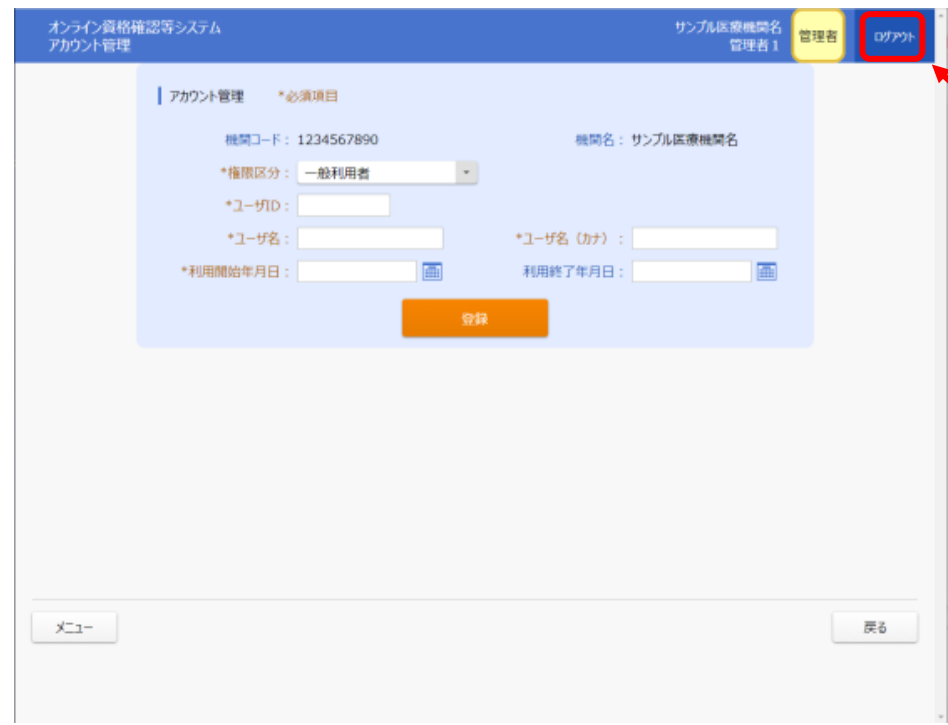 オンライン資格確認等システム
アカウント管理
サンプル医療機関名
管理者1
管理者
ログアウト
アカウント管理 *必須項目
機関コード: 1234567890 機関名: サンプル医療機関名
*権限区分: 一般利用者
*ユーザID:
*ユーザ名: *ユーザ名(カナ):
*利用開始年月日: 利用終了年月日:
登録
メニュー 戻る